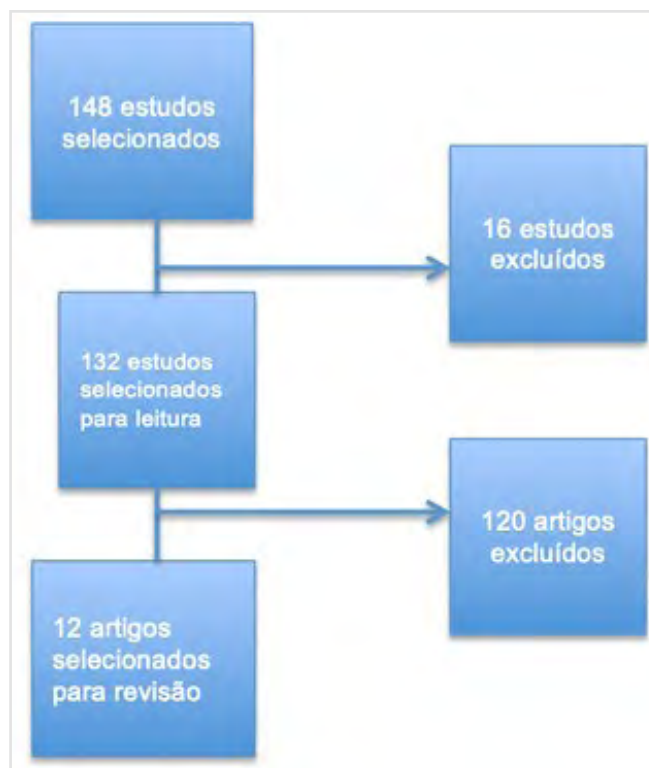 148 estudos
selecionados
16 estudos
excluídos
132 estudos
selecionados
para leitura
120 artigos
excluídos
12 artigos
selecionados
para revisão